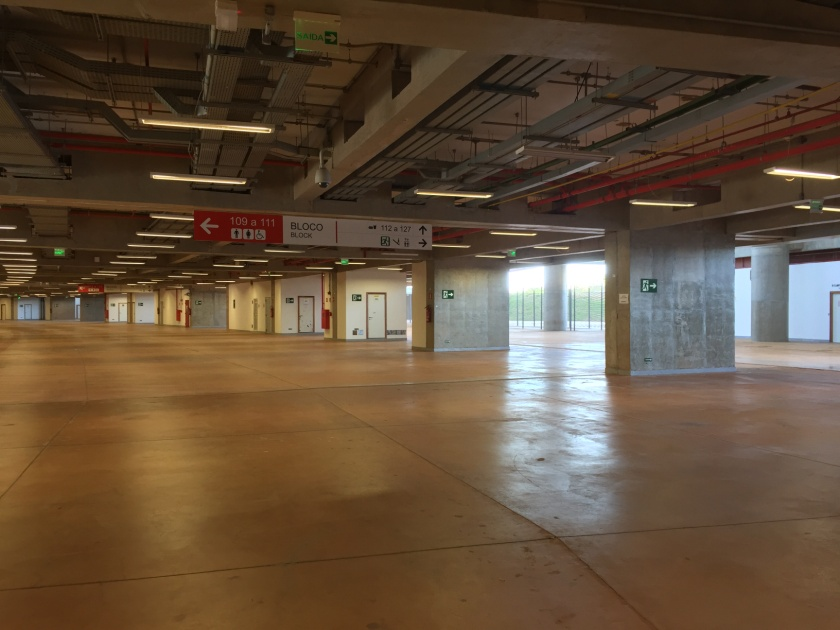 SAÍDA
109 a 111
BLOCO
BLOCK
112 a 127